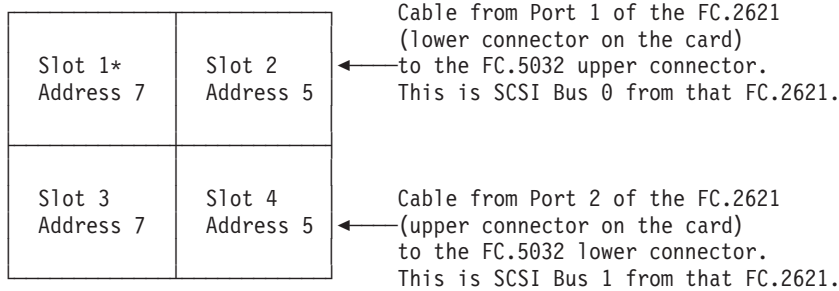 Cable from Port 1 of the FC.2621
(lower connector on the card)
Slot 1* Slot 2 to the FC.5032 upper connector.
Address 7 Address 5 This is SCSI Bus 0 from that FC.2621.
Slot 3 Slot 4 Cable from Port 2 of the FC.2621
Address 7 Address 5 (upper connector on the card)
to the FC.5032 lower connector.
This is SCSI Bus 1 from that FC.2621.